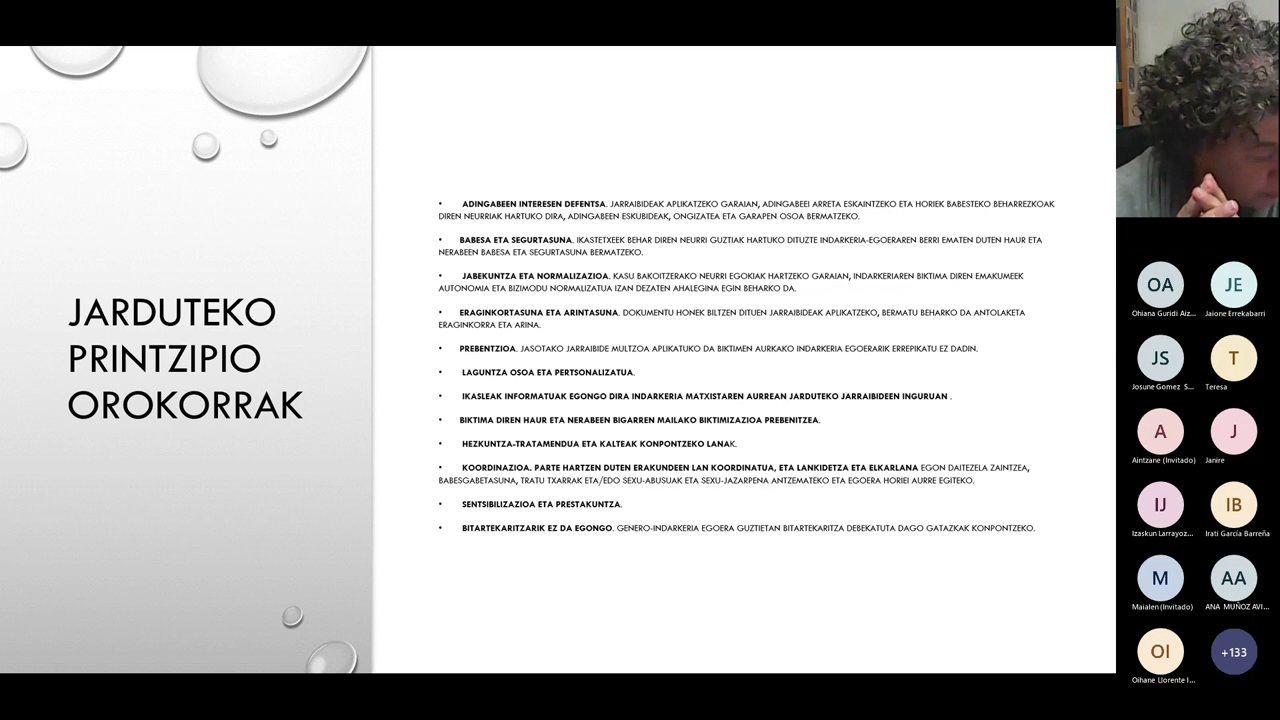 JARDUTEKO
PRINTZIPIO
OROKORRAK
• ADINGABEEN INTERESEN DEFENTSA. JARRAIBIDEAK APLIKATZEKO GARAIAN, ADINGABEEI ARRETA ESKAINTZEKO ETA HORIEK BABESTEKO BEHARREZKOAK
DIREN NEURRIAK HARTUKO DIRA, ADINGABEEN ESKUBIDEAK, ONGIZATEA ETA GARAPEN OSOA BERMATZEKO.
• BABESA ETA SEGURTASUNA. IKASTETXEEK BEHAR DIREN NEURRI GUZTIAK HARTUKO DITUZTE INDARKERIA-EGOERAREN BERRI EMATEN DUTEN HAUR ETA
NERABEEN BABESA ETA SEGURTASUNA BERMATZEKO.
• JABEKUNTZA ETA NORMALIZAZIOA. KASU BAKOITZERAKO NEURRI EGOKIAK HARTZEKO GARAIAN, INDARKERIAREN BIKTIMA DIREN EMAKUMEEK
AUTONOMIA ETA BIZIMODU NORMALIZATUA IZAN DEZATEN AHALEGINA EGIN BEHARKO DA.
• ERAGINKORTASUNA ETA ARINTASUNA. DOKUMENTU HONEK BILTZEN DITUEN JARRAIBIDEAK APLIKATZEKO, BERMATU BEHARKO DA ANTOLAKETA
ERAGINKORRA ETA ARINA.
• PREBENTZIOA. JASOTAKO JARRAIBIDE MULTZOA APLIKATUKO DA BIKTIMEN AURKAKO INDARKERIA EGOERARIK ERREPIKATU EZ DADIN.
• LAGUNTZA OSOA ETA PERTSONALIZATUA.
• IKASLEAK INFORMATUAK EGONGO DIRA INDARKERIA MATXISTAREN AURREAN JARDUTEKO JARRAIBIDEEN INGURUAN .
• BIKTIMA DIREN HAUR ETA NERABEEN BIGARREN MAILAKO BIKTIMIZAZIOA PREBENITZEA.
• HEZKUNTZA-TRATAMENDUA ETA KALTEAK KONPONTZEKO LANAK.
• KOORDINAZIOA. PARTE HARTZEN DUTEN ERAKUNDEEN LAN KOORDINATUA, ETA LANKIDETZA ETA ELKARLANA EGON DAITEZELA ZAINTZEA,
BABESGABETASUNA, TRATU TXARRAK ETA/EDO SEXU-ABUSUAK ETA SEXU-JAZARPENA ANTZEMATEKO ETA EGOERA HORIEI AURRE EGITEKO.
• SENTSIBILIZAZIOA ETA PRESTAKUNTZA.
• BITARTEKARITZARIK EZ DA EGONGO. GENERO-INDARKERIA EGOERA GUZTIETAN BITARTEKARITZA DEBEKATUTA DAGO GATAZKAK KONPONTZEKO.
OA JE
Ohiana Guridi Aiz... Jaione Errekabarri
JS T
Josune Gomez S... Teresa
A J
Aintzane (Invitado) Janire
IJ IB
Izaskun Larrayoz... Irati García Barreña
M AA
Maialen (Invitado) ANA MUÑOZ AVI...
OI +133
Oihane Llorente I...